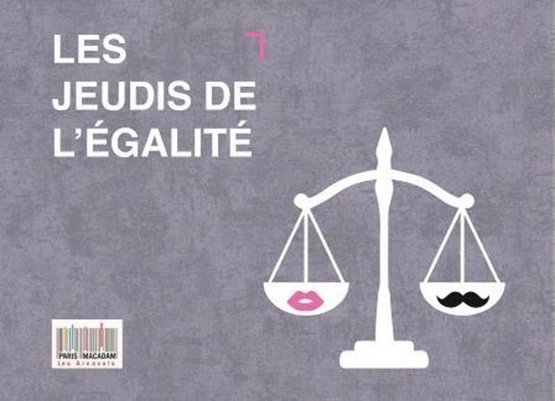 LES
JEUDIS DE
L'ÉGALITÉ
PARIS MACADAM
Les Arcavals